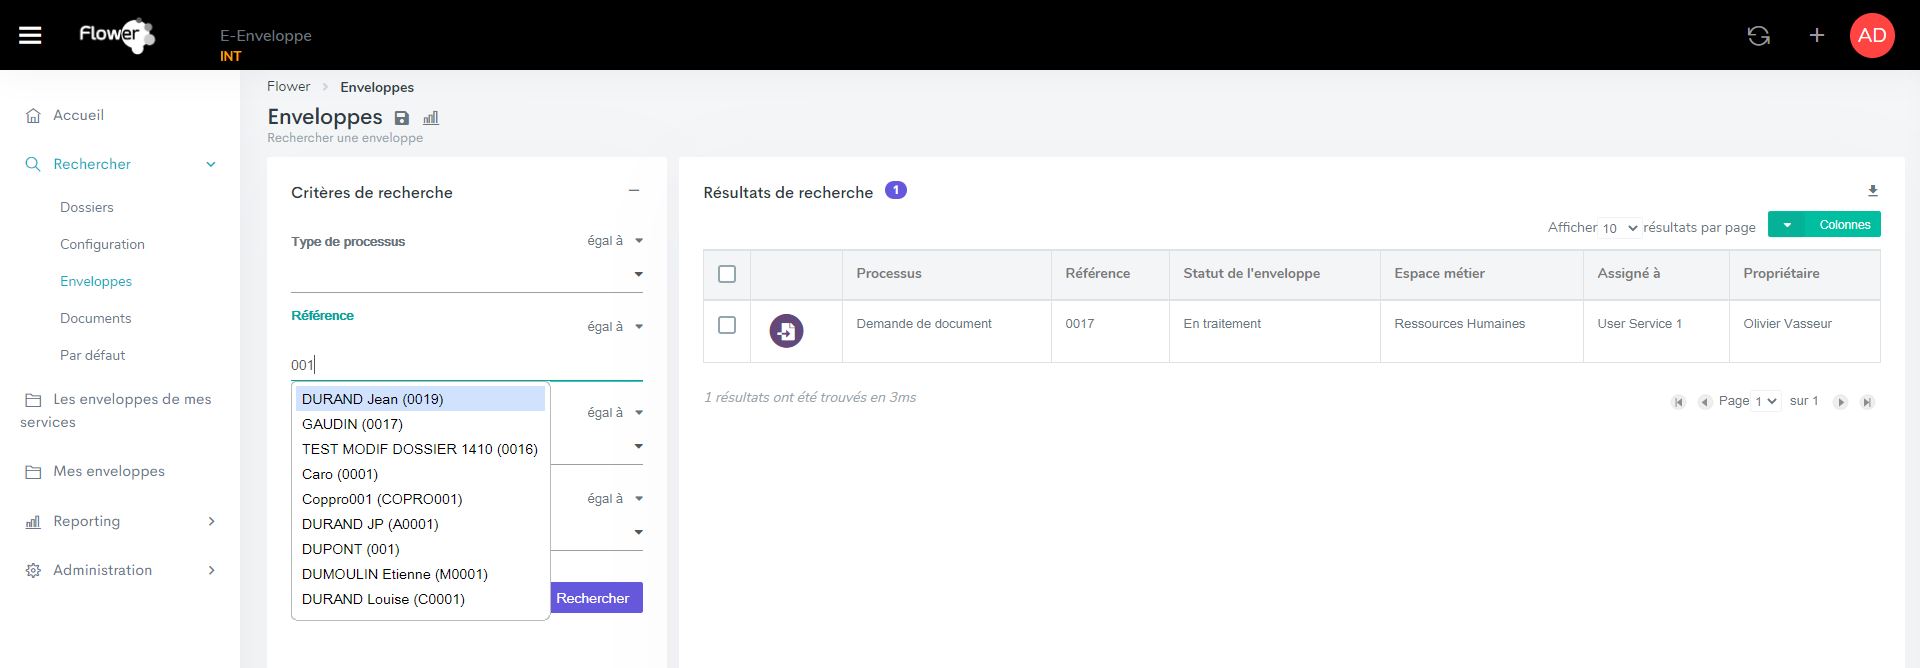 Flower
E-Enveloppe
INT
AD
Flower > Enveloppes
Enveloppes
Rechercher une enveloppe
Accueil
Rechercher
Dossiers
Configuration
Enveloppes
Documents
Par défaut
Les enveloppes de mes
services
Mes enveloppes
Reporting
Administration
Critères de recherche
Type de processus égal à
Référence
égal à
001
DURAND Jean (0019)
GAUDIN (0017)
TEST MODIF DOSSIER 1410 (0016)
Caro (0001)
Coppro001 (COPRO001)
DURAND JP (A0001)
DUPONT (001)
DUMOULIN Etienne (M0001)
DURAND Louise (C0001)
égal à
égal à
Rechercher
Résultats de recherche 1
Afficher 10 résultats par page Colonnes
Processus Référence Statut de l'enveloppe Espace métier Assigné à Propriétaire
Demande de document 0017 En traitement Ressources Humaines User Service 1 Olivier Vasseur
1 résultats ont été trouvés en 3ms
Page 1 sur 1